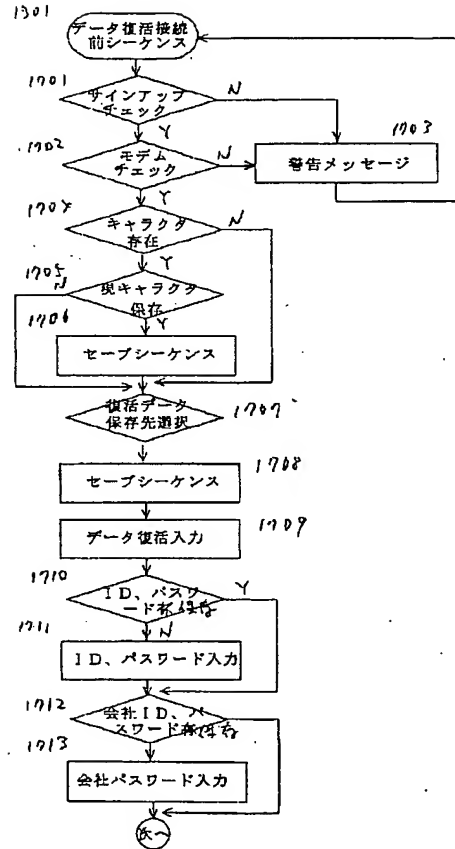 1301
データ復活接続
前シーケンス
1701
サインアップ
チェック
N
Y
1702
モデム
チェック
N
1703
警告メッセージ
Y
1704
キャラクタ
存在
N
Y
1705
N
現キャラクタ
保存
Y
1706
セーブシーケンス
復活データ
保存先選択
1707
セーブシーケンス
1708
データ復活入力
1709
1710
ID、パスワ
ード
Y
N
1711
ID、パスワード入力
1712
会社ID、パ
スワード
1713
会社パスワード入力
次へ